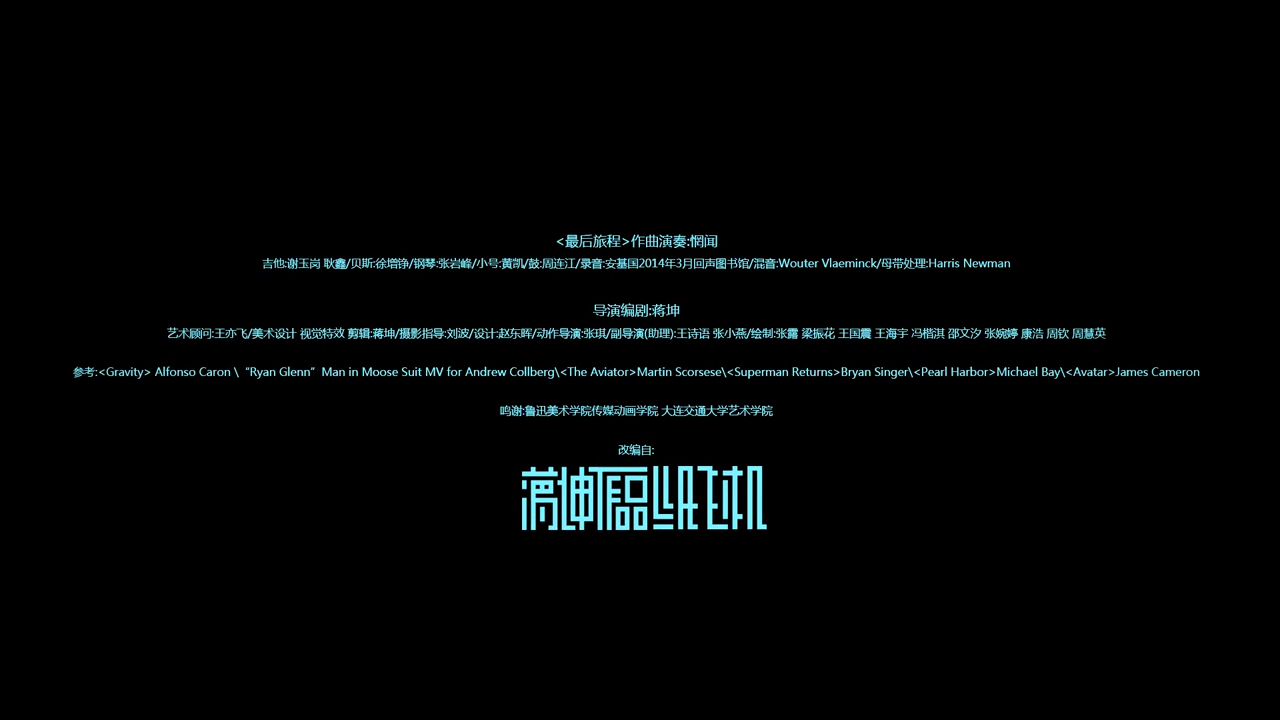 <最后旅程>作曲演奏:惘闻
吉他:谢玉岗 耿鑫/贝斯:徐增铮/钢琴:张岩峰/小号:黄凯/鼓:周连江/录音:安基国2014年3月回声图书馆/混音:Wouter Vlaeminck/母带处理:Harris Newman
导演编剧:蒋坤
艺术顾问:王亦飞/美术设计 视觉特效 剪辑:蒋坤/摄影指导:刘波/设计:赵东晖/动作导演:张琪/副导演(助理):王诗语 张小燕/绘制:张露 梁振花 王国震 王海宇 冯楷淇 邵文汐 张婉婷 康浩 周钦 周慧英
参考:<Gravity> Alfonso Caron \“Ryan Glenn”Man in Moose Suit MV for Andrew Collberg\<The Aviator>Martin Scorsese\<Superman Returns>Bryan Singer\<Pearl Harbor>Michael Bay\<Avatar>James Cameron
鸣谢:鲁迅美术学院传媒动画学院 大连交通大学艺术学院
改编自: